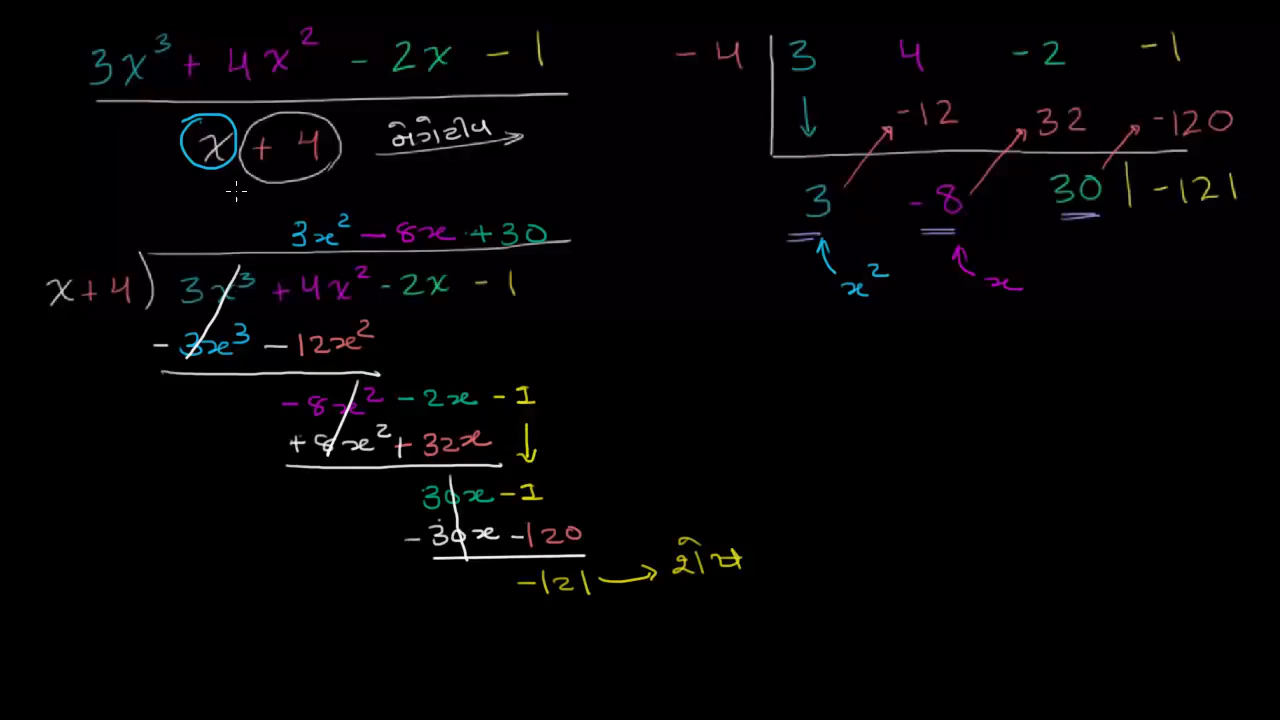 3x³ + 4x² - 2x - 1
x + 4 નેગેટીવ
3x² - 8x + 30
x + 4 ) 3x³ + 4x² - 2x - 1
- 3x³ - 12x²
- 8x² - 2x - 1
+ 8x² + 32x
30x - 1
- 30x - 120
- 121 → શેષ
- 4 | 3 4 - 2 - 1
↓ -12 32 -120
3 - 8 30 | -121
x² x